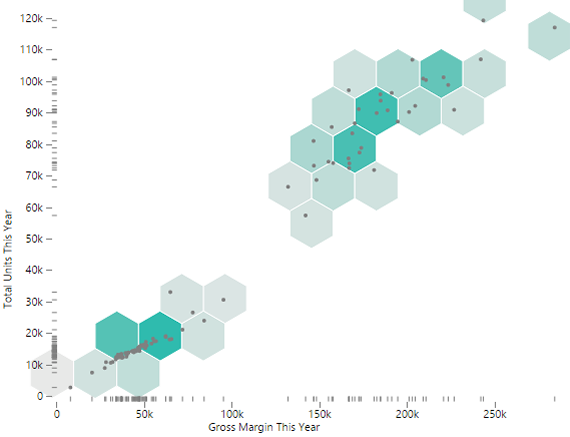 120k
110k
100k
90k
80k
70k
60k
50k
40k
30k
20k
10k
0
Total Units This Year
0 50k 100k 150k 200k 250k
Gross Margin This Year